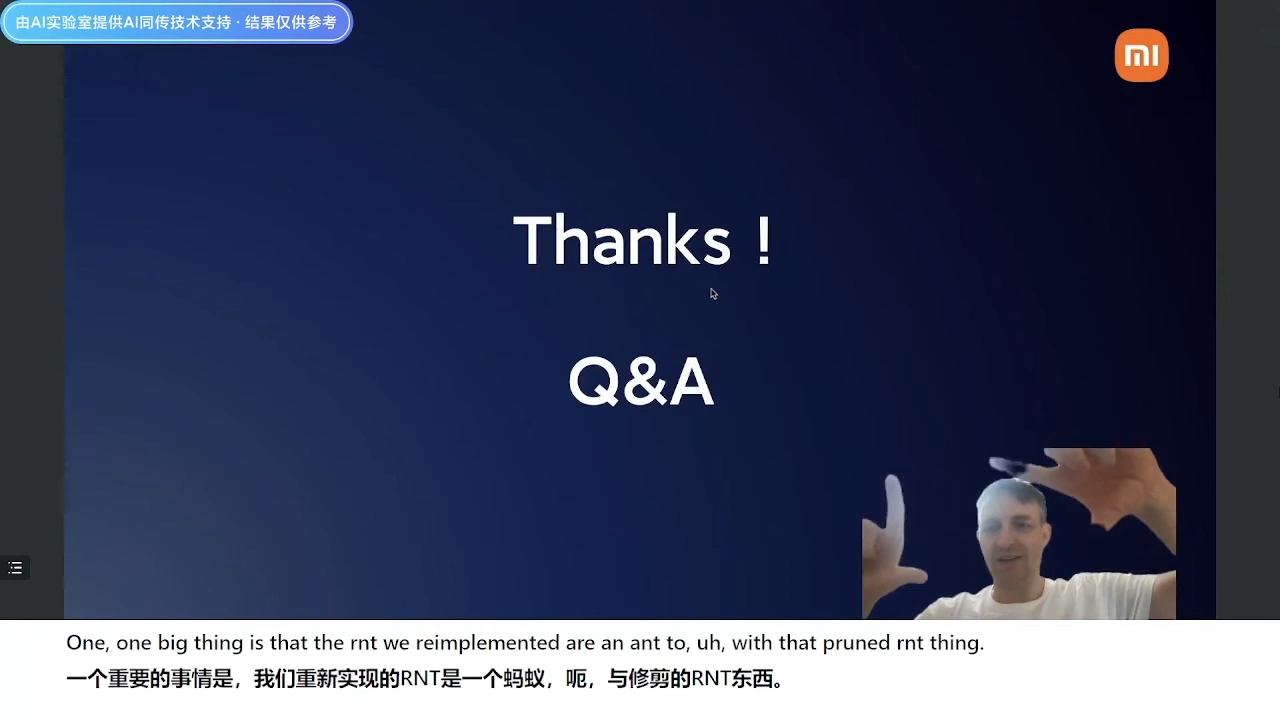 由AI实验室提供AI同传技术支持 · 结果仅供参考
mi
Thanks !
Q&A
One, one big thing is that the rnt we reimplemented are an ant to, uh, with that pruned rnt thing.
一个重要的事情是，我们重新实现的RNT是一个蚂蚁，呃，与修剪的RNT东西。